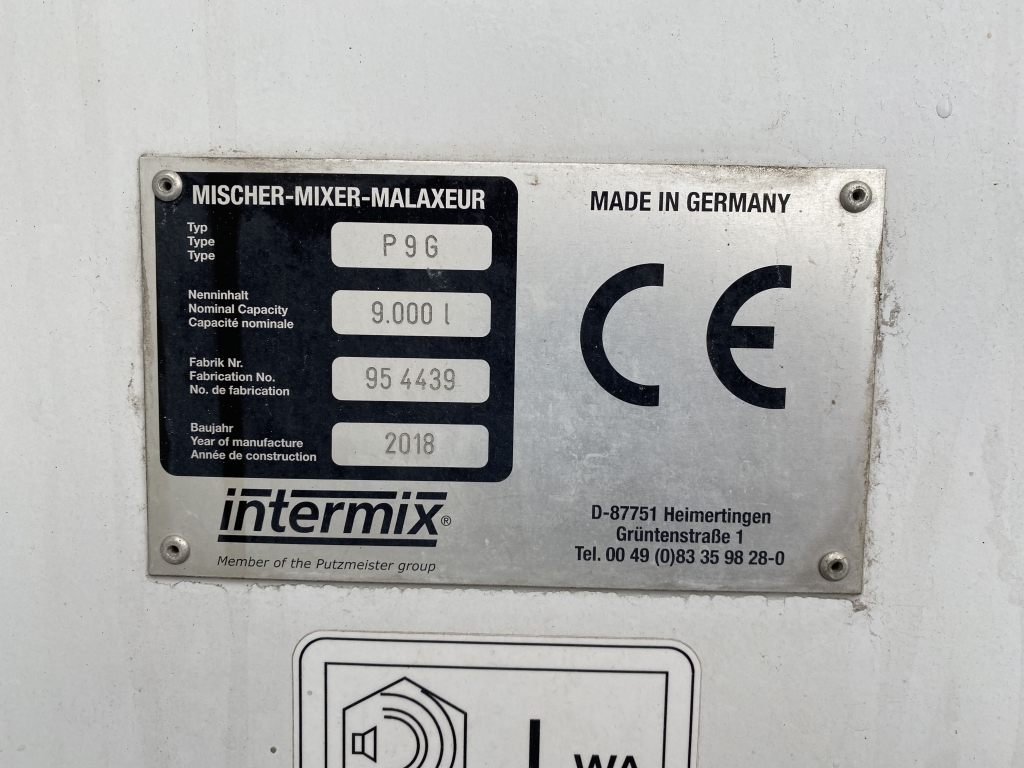 MISCHER-MIXER-MALAXEUR
Typ
Type
Type
P 9 G
Nenninhalt
Nominal Capacity
Capacité nominale
9.000 l
Fabrik Nr.
Fabrication No.
No. de fabrication
95 4439
Baujahr
Year of manufacture
Année de construction
2018
intermix®
Member of the Putzmeister group
MADE IN GERMANY
CE
D-87751 Heimertingen
Grüntenstraße 1
Tel. 00 49 (0)83 35 98 28-0
WA